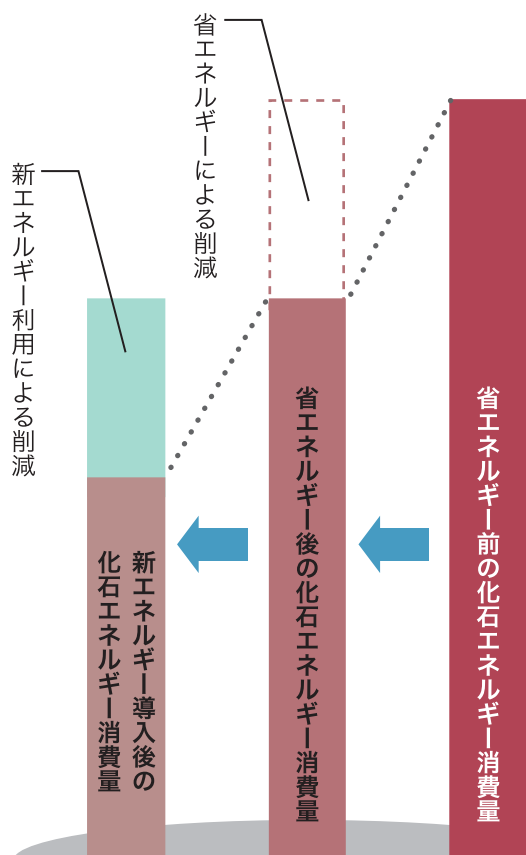 省エネルギー前の化石エネルギー消費量
省エネルギーによる削減
省エネルギー後の化石エネルギー消費量
新エネルギー利用による削減
新エネルギー導入後の
化石エネルギー消費量